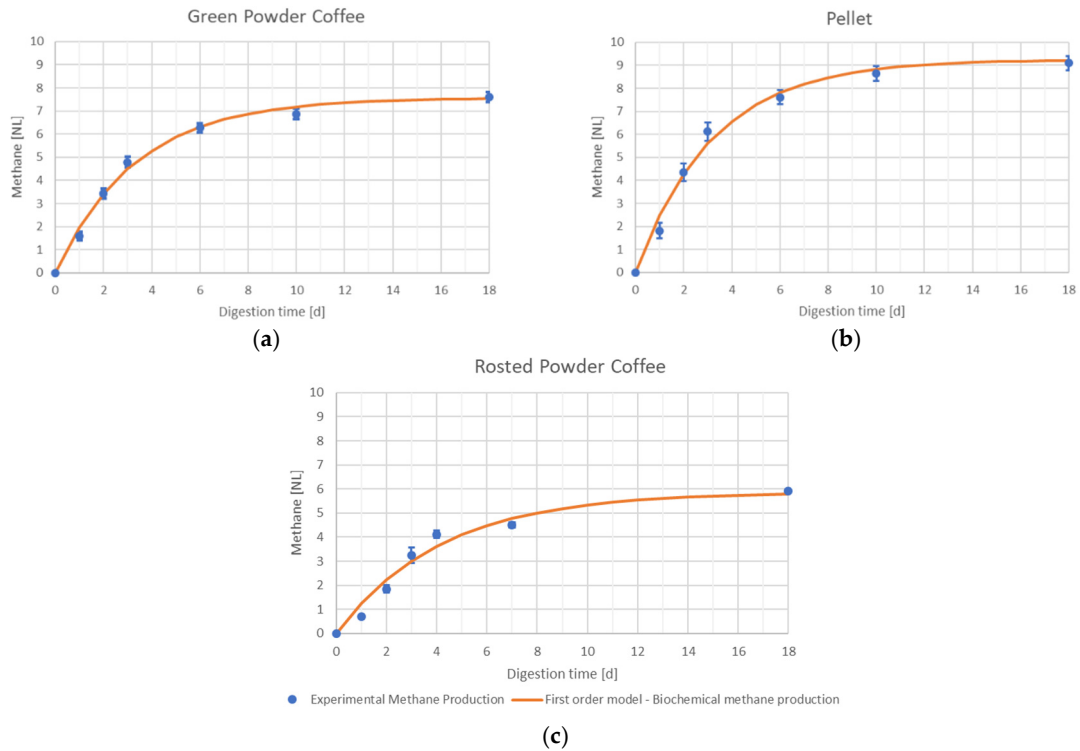 Green Powder Coffee
10
9
8
7
6
5
4
3
2
1
0
Methane [NL]
0 2 4 6 8 10 12 14 16 18
Digestion time [d]
(a)
Pellet
10
9
8
7
6
5
4
3
2
1
0
Methane [NL]
0 2 4 6 8 10 12 14 16 18
Digestion time [d]
(b)
Rosted Powder Coffee
10
9
8
7
6
5
4
3
2
1
0
Methane [NL]
0 2 4 6 8 10 12 14 16 18
Digestion time [d]
Experimental Methane Production First order model - Biochemical methane production
(c)